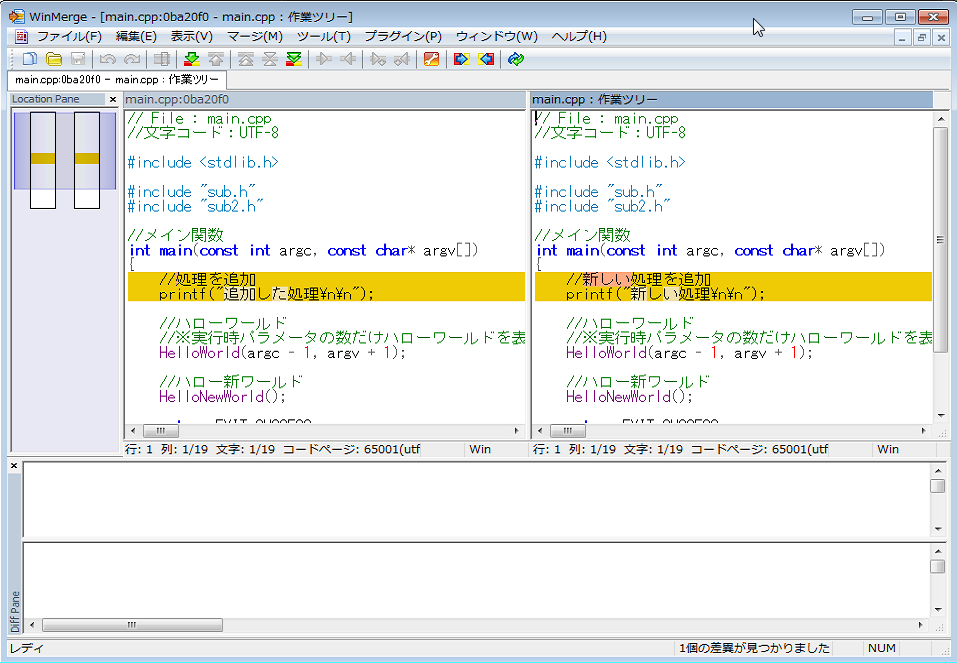 WinMerge - [main.cpp:0ba20f0 - main.cpp : 作業ツリー]
ファイル(F) 編集(E) 表示(V) マージ(M) ツール(T) プラグイン(P) ウィンドウ(W) ヘルプ(H)
main.cpp:0ba20f0 - main.cpp : 作業ツリー
Location Pane
main.cpp:0ba20f0
// File : main.cpp
//文字コード：UTF-8
#include <stdlib.h>
#include "sub.h"
#include "sub2.h"
//メイン関数
int main(const int argc, const char* argv[])
{
//処理を追加
printf("追加した処理¥n¥n");
//ハローワールド
//※実行時パラメータの数だけハローワールドを表
HelloWorld(argc - 1, argv + 1);
//ハロー新ワールド
HelloNewWorld();
行: 1 列: 1/19 文字: 1/19 コードページ: 65001(utf Win
main.cpp : 作業ツリー
// File : main.cpp
//文字コード：UTF-8
#include <stdlib.h>
#include "sub.h"
#include "sub2.h"
//メイン関数
int main(const int argc, const char* argv[])
{
//新しい処理を追加
printf("新しい処理¥n¥n");
//ハローワールド
//※実行時パラメータの数だけハローワールドを表
HelloWorld(argc - 1, argv + 1);
//ハロー新ワールド
HelloNewWorld();
行: 1 列: 1/19 文字: 1/19 コードページ: 65001(utf Win
Diff Pane
レディ 1個の差異が見つかりました NUM